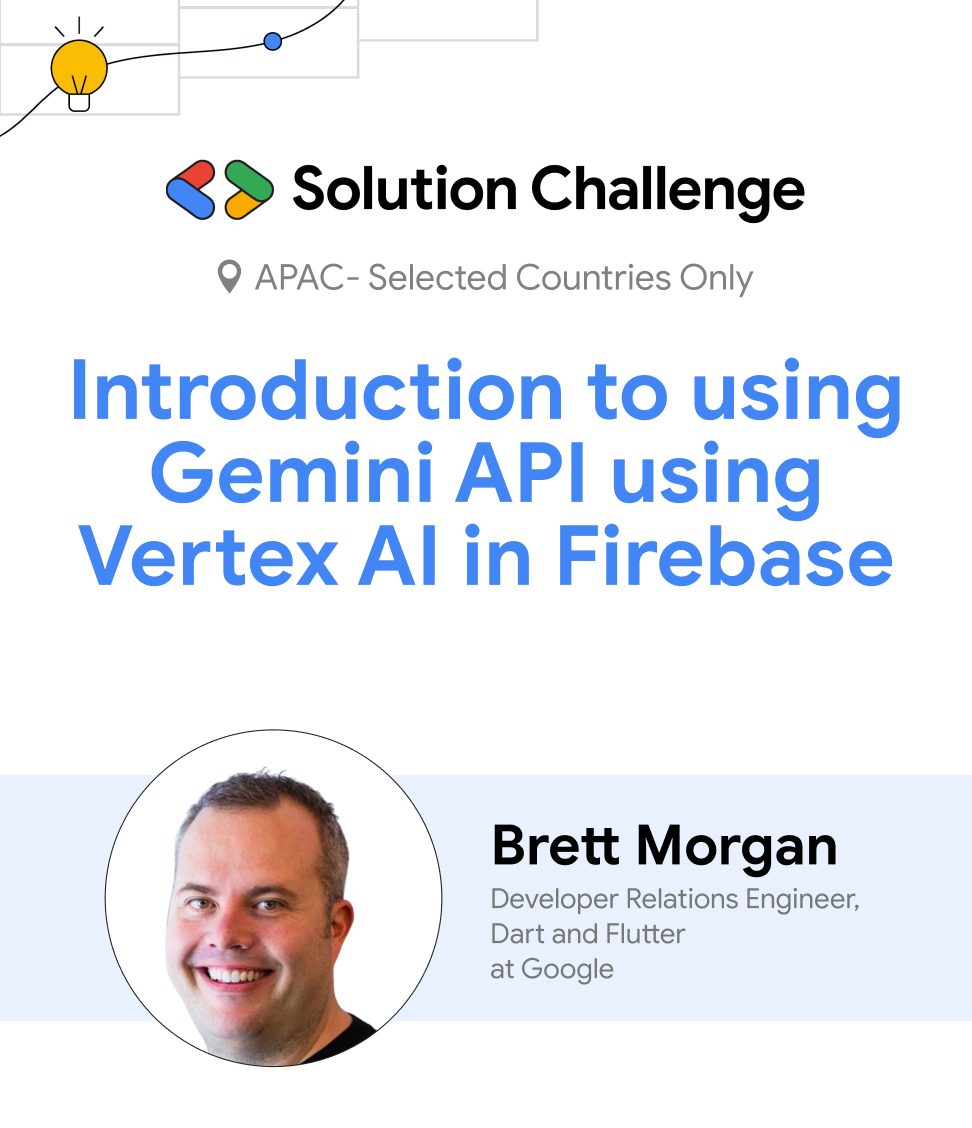 Solution Challenge
APAC- Selected Countries Only
Introduction to using
Gemini API using
Vertex AI in Firebase
Brett Morgan
Developer Relations Engineer,
Dart and Flutter
at Google